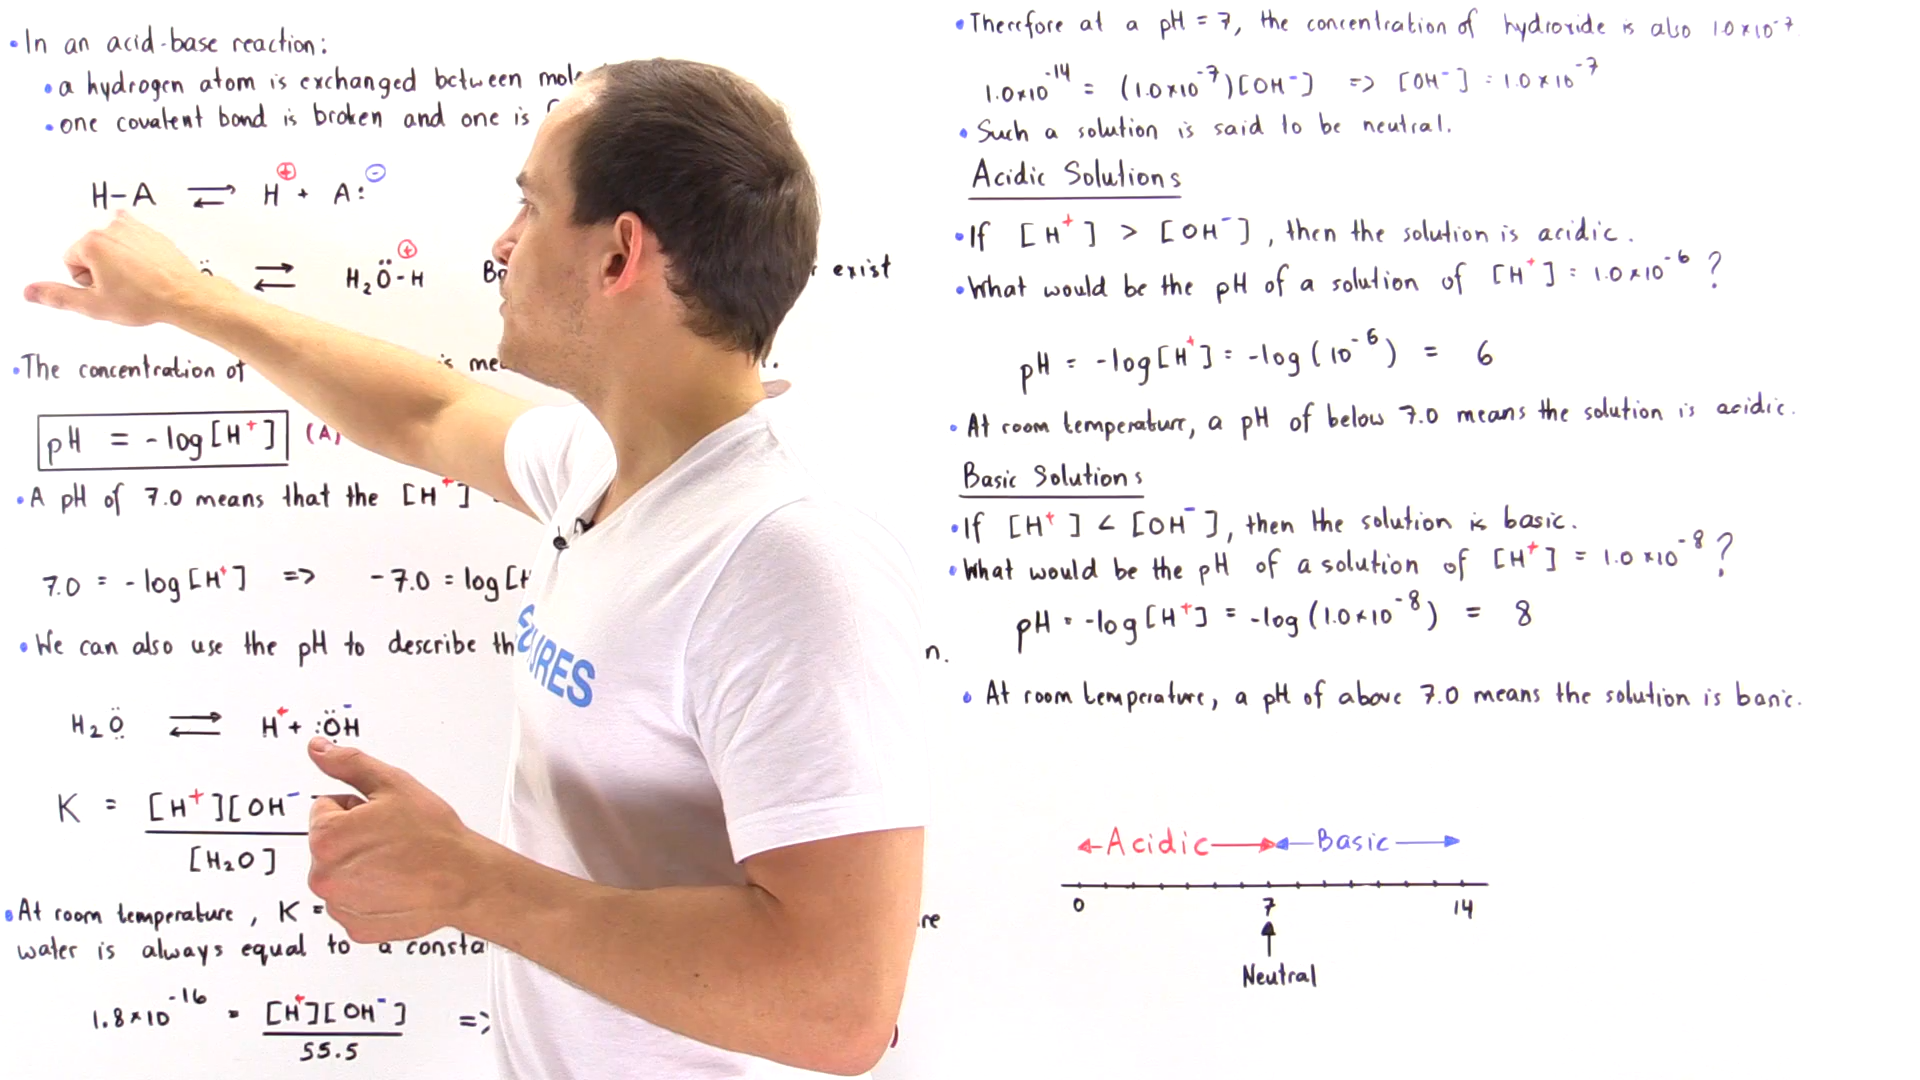 • In an acid-base reaction:
• a hydrogen atom is exchanged between
• one covalent bond is broken and one is
H-A ⇌ H⊕ + A:⊖
⇌ H₂Ö-H ⊕
exist
• The concentration of
pH = -log[H⁺] (A)
• A pH of 7.0 means that the [H⁺]
7.0 = -log[H⁺] => -7.0 = log[H
• We can also use the pH to describe
n.
H₂Ö ⇌ H⁺ + :ÖH⁻
K = [H⁺][OH⁻
[H₂O]
• At room temperature, K =
water is always equal to a
1.8×10⁻¹⁶ = [H⁺][OH⁻] =>
55.5
• Therefore at a pH = 7, the concentration of hydroxide is also 1.0×10⁻⁷
1.0×10⁻¹⁴ = (1.0×10⁻⁷)[OH⁻] => [OH⁻] = 1.0×10⁻⁷
• Such a solution is said to be neutral.
Acidic Solutions
• If [H⁺] > [OH⁻], then the solution is acidic.
• What would be the pH of a solution of [H⁺] = 1.0×10⁻⁶?
pH = -log[H⁺] = -log(10⁻⁶) = 6
• At room temperature, a pH of below 7.0 means the solution is acidic.
Basic Solutions
• If [H⁺] < [OH⁻], then the solution is basic.
• What would be the pH of a solution of [H⁺] = 1.0×10⁻⁸?
pH = -log[H⁺] = -log(1.0×10⁻⁸) = 8
• At room temperature, a pH of above 7.0 means the solution is basic.
Acidic Basic
0 7 14
Neutral